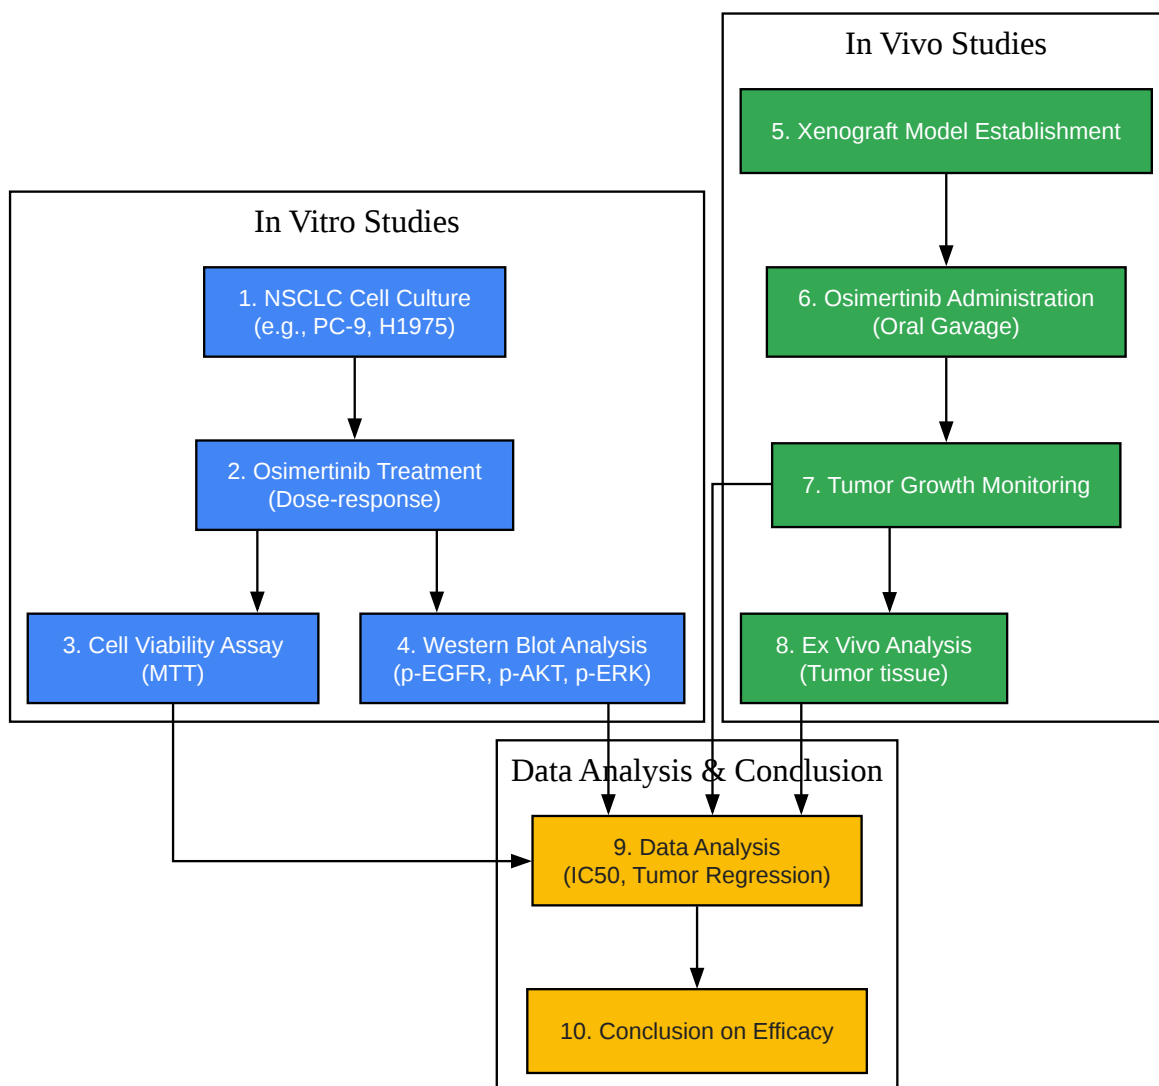 In Vitro Studies
1. NSCLC Cell Culture
(e.g., PC-9, H1975)
2. Osimertinib Treatment
(Dose-response)
3. Cell Viability Assay
(MTT)
4. Western Blot Analysis
(p-EGFR, p-AKT, p-ERK)
In Vivo Studies
5. Xenograft Model Establishment
6. Osimertinib Administration
(Oral Gavage)
7. Tumor Growth Monitoring
8. Ex Vivo Analysis
(Tumor tissue)
Data Analysis & Conclusion
9. Data Analysis
(IC50, Tumor Regression)
10. Conclusion on Efficacy